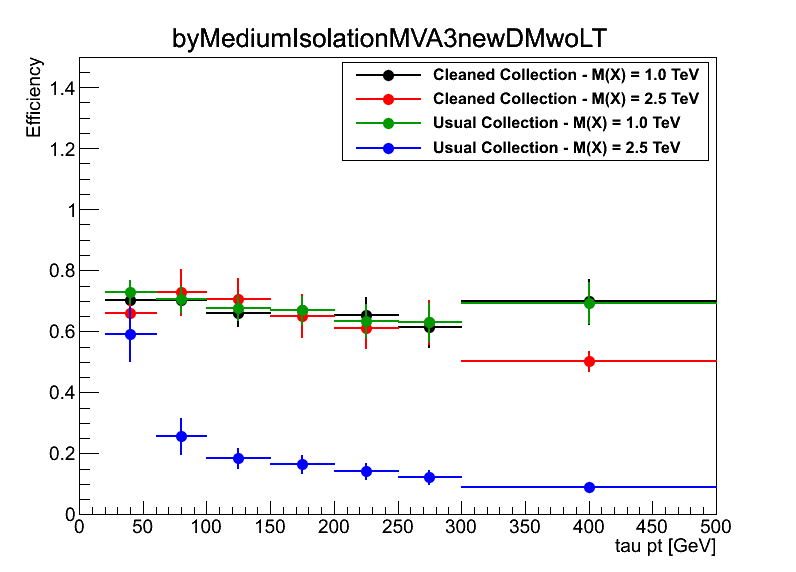 byMediumIsolationMVA3newDMwoLT
Efficiency
Cleaned Collection - M(X) = 1.0 TeV
Cleaned Collection - M(X) = 2.5 TeV
Usual Collection - M(X) = 1.0 TeV
Usual Collection - M(X) = 2.5 TeV
1.4
1.2
1
0.8
0.6
0.4
0.2
0
0 50 100 150 200 250 300 350 400 450 500
tau pt [GeV]